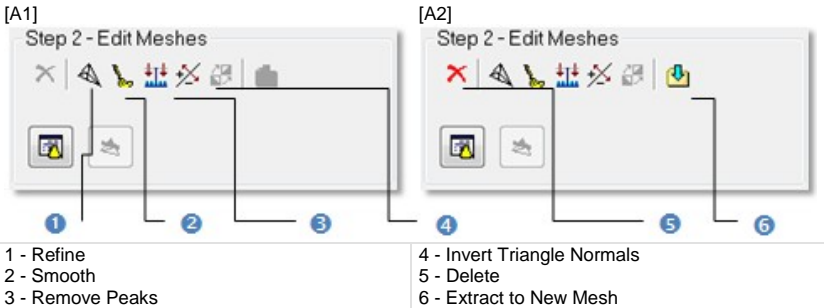 [A1] [A2]
Step 2 - Edit Meshes Step 2 - Edit Meshes
1 2 3 4 5 6
1 - Refine
2 - Smooth
3 - Remove Peaks
4 - Invert Triangle Normals
5 - Delete
6 - Extract to New Mesh